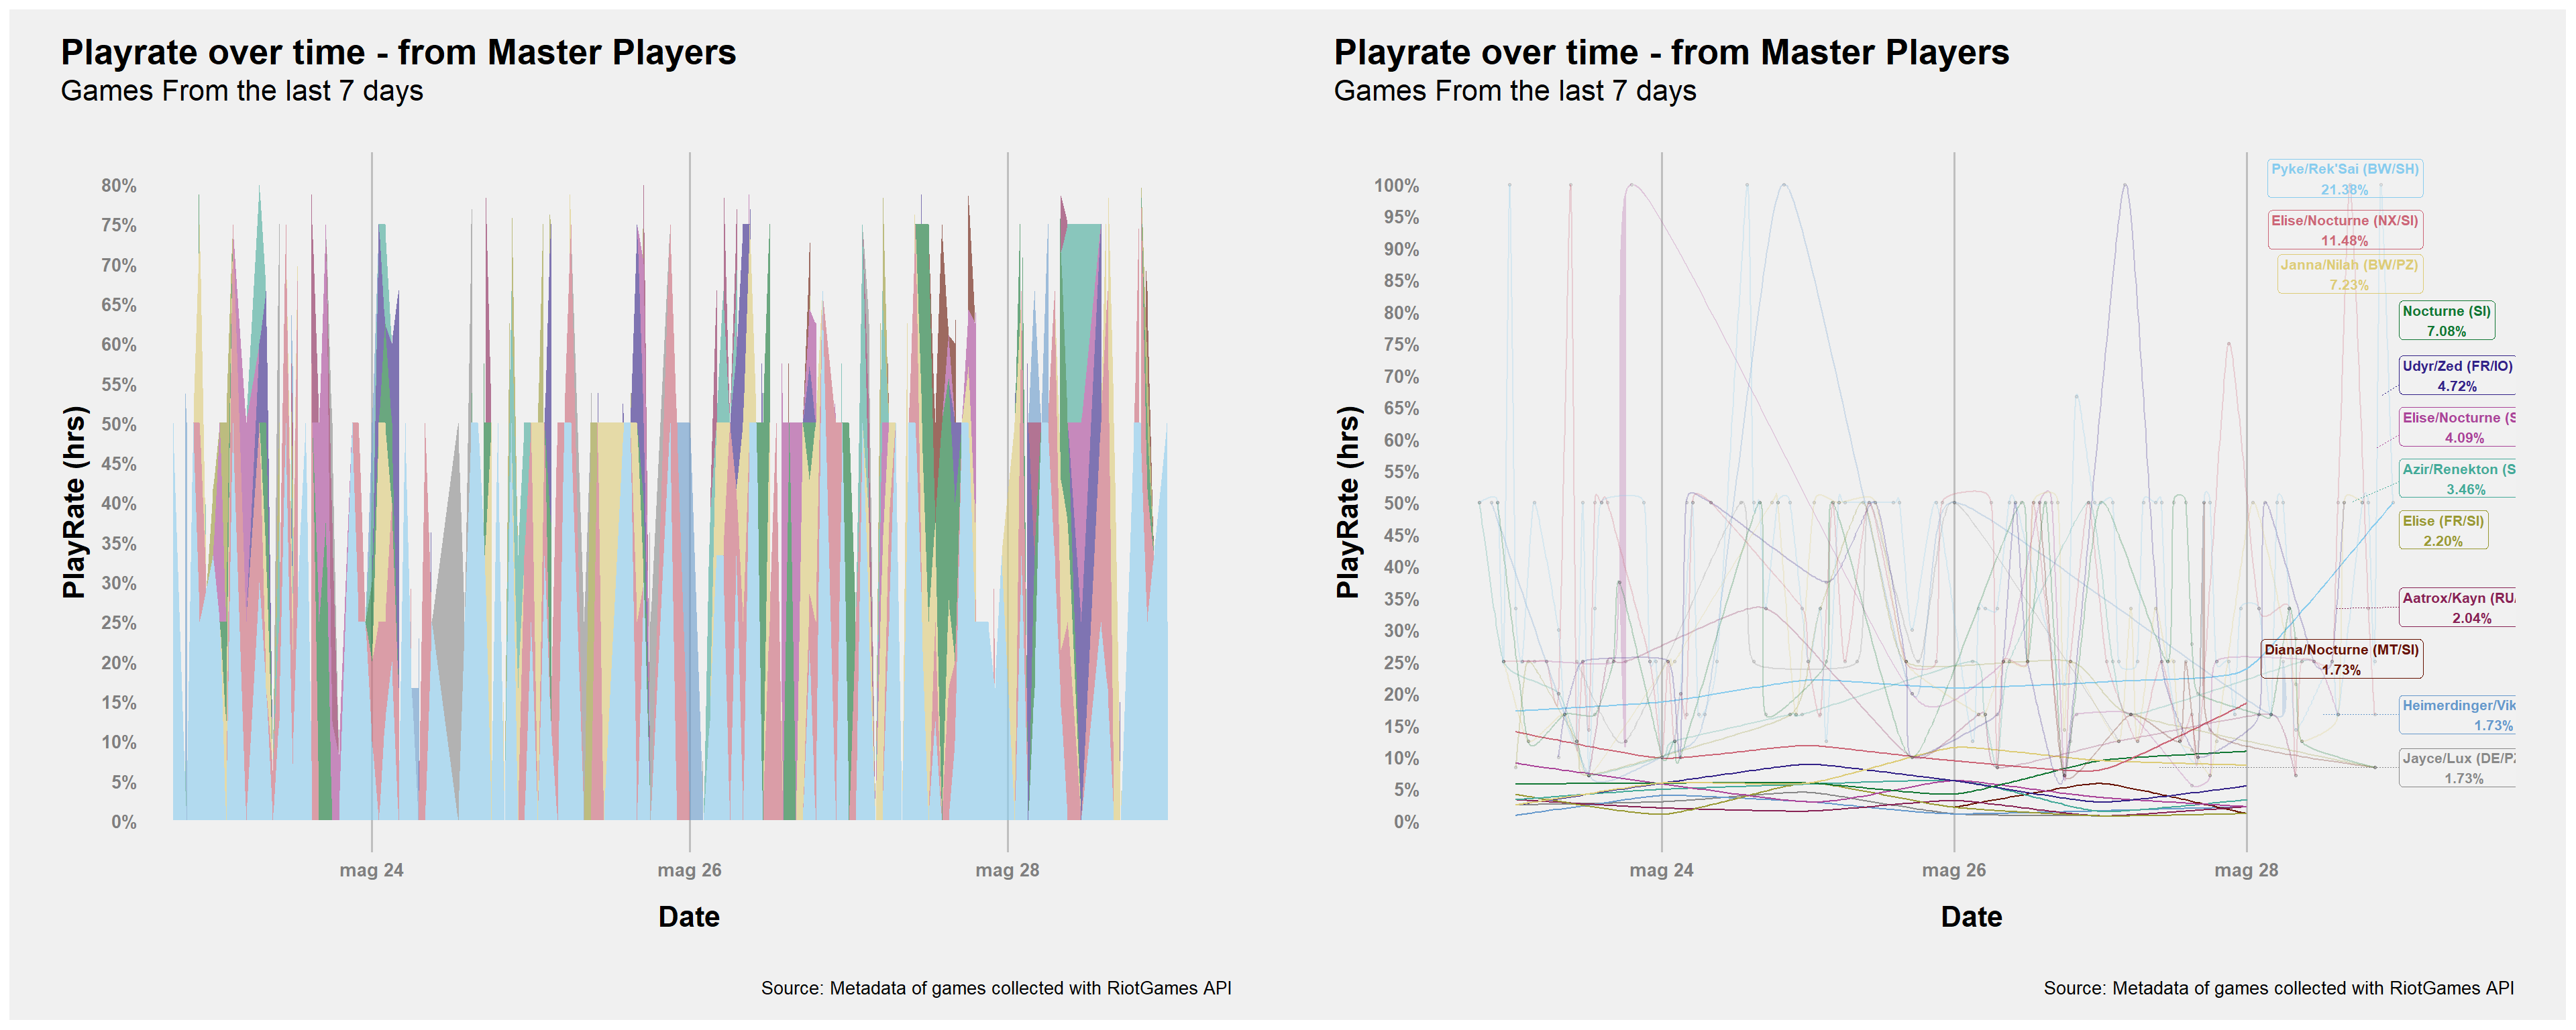 Playrate over time - from Master Players
Games From the last 7 days
PlayRate (hrs)
80%
75%
70%
65%
60%
55%
50%
45%
40%
35%
30%
25%
20%
15%
10%
5%
0%
mag 24
mag 26
mag 28
Date
Source: Metadata of games collected with RiotGames API
Playrate over time - from Master Players
Games From the last 7 days
PlayRate (hrs)
100%
95%
90%
85%
80%
75%
70%
65%
60%
55%
50%
45%
40%
35%
30%
25%
20%
15%
10%
5%
0%
Pyke/Rek'Sai (BW/SH)
21.38%
Elise/Nocturne (NX/SI)
11.48%
Janna/Nilah (BW/PZ)
7.23%
Nocturne (SI)
7.08%
Udyr/Zed (FR/IO)
4.72%
Elise/Nocturne (S
4.09%
Azir/Renekton (S
3.46%
Elise (FR/SI)
2.20%
Aatrox/Kayn (RU/
2.04%
Diana/Nocturne (MT/SI)
1.73%
Heimerdinger/Vik
1.73%
Jayce/Lux (DE/PZ
1.73%
mag 24
mag 26
mag 28
Date
Source: Metadata of games collected with RiotGames API